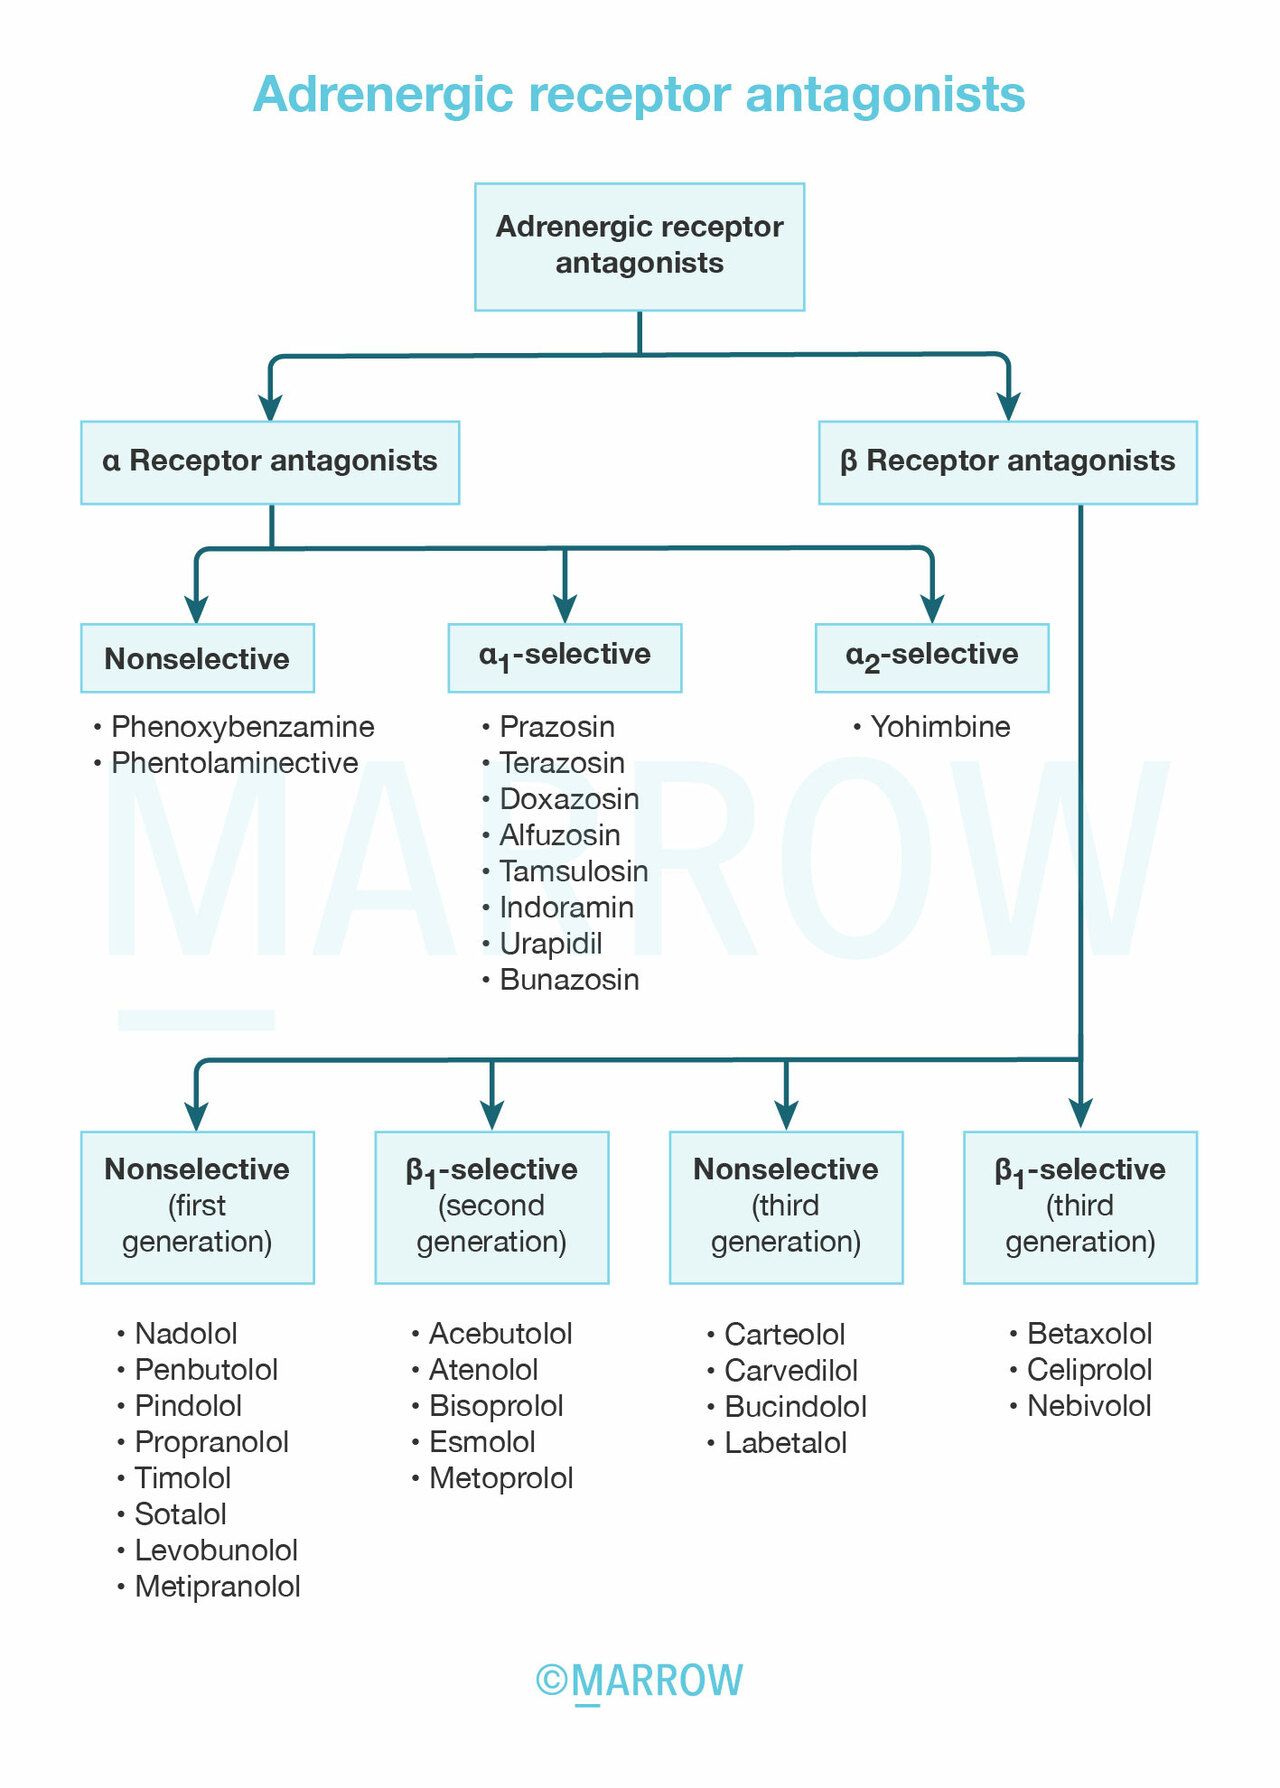 Adrenergic receptor antagonists
Adrenergic receptor
antagonists
α Receptor antagonists
β Receptor antagonists
Nonselective
• Phenoxybenzamine
• Phentolaminective
α1-selective
• Prazosin
• Terazosin
• Doxazosin
• Alfuzosin
• Tamsulosin
• Indoramin
• Urapidil
• Bunazosin
α2-selective
• Yohimbine
MARROW
Nonselective
(first
generation)
• Nadolol
• Penbutolol
• Pindolol
• Propranolol
• Timolol
• Sotalol
• Levobunolol
• Metipranolol
β1-selective
(second
generation)
• Acebutolol
• Atenolol
• Bisoprolol
• Esmolol
• Metoprolol
Nonselective
(third
generation)
• Carteolol
• Carvedilol
• Bucindolol
• Labetalol
β1-selective
(third
generation)
• Betaxolol
• Celiprolol
• Nebivolol
©MARROW